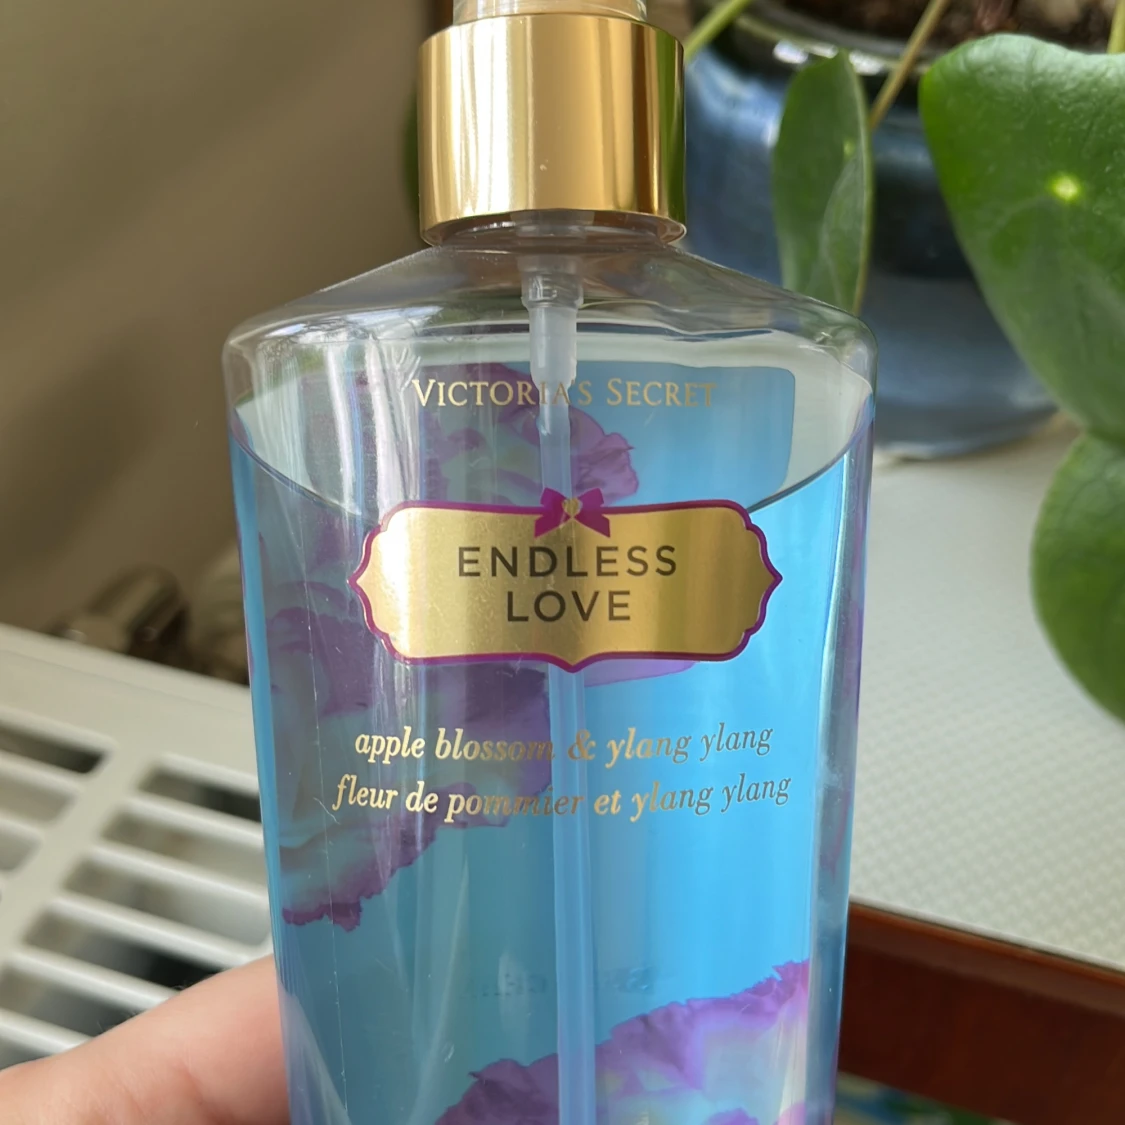 VICTORIA'S SECRET
ENDLESS
LOVE
apple blossom & ylang ylang
fleur de pommier et ylang ylang